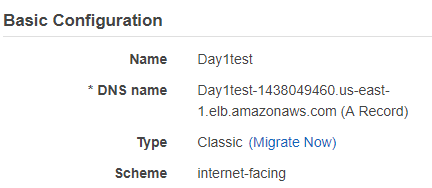 Basic Configuration
Name Day1test
* DNS name Day1test-1438049460.us-east-
1.elb.amazonaws.com (A Record)
Type Classic (Migrate Now)
Scheme internet-facing